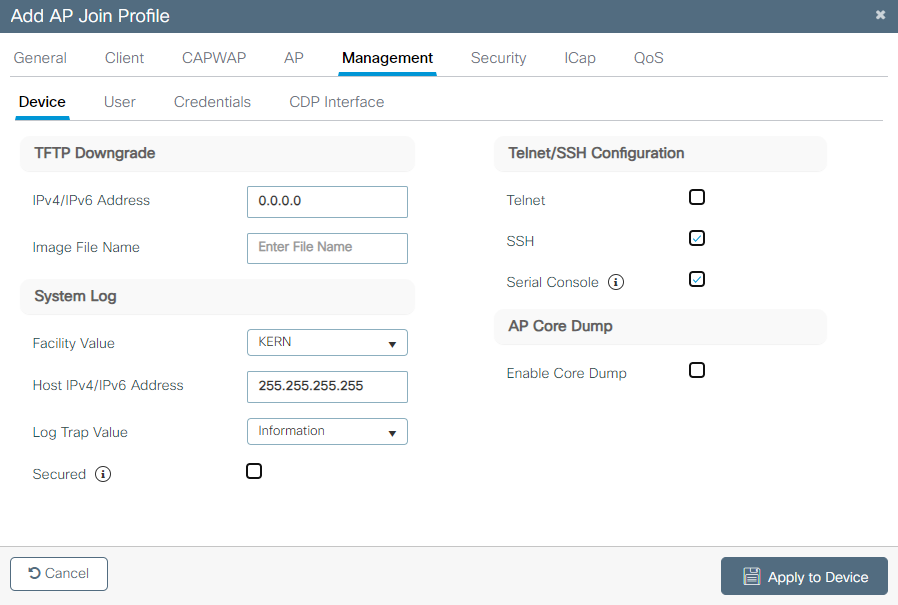 Add AP Join Profile
General Client CAPWAP AP Management Security ICap QoS
Device User Credentials CDP Interface
TFTP Downgrade
IPv4/IPv6 Address 0.0.0.0
Image File Name Enter File Name
System Log
Facility Value KERN
Host IPv4/IPv6 Address 255.255.255.255
Log Trap Value Information
Secured
Telnet/SSH Configuration
Telnet
SSH
Serial Console
AP Core Dump
Enable Core Dump
Cancel Apply to Device